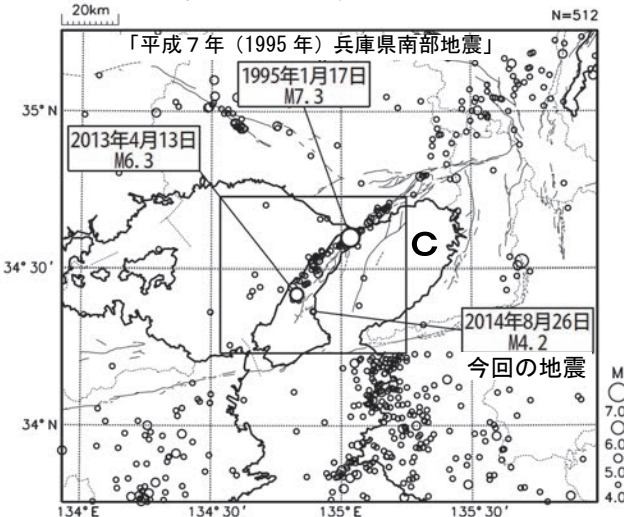 20km
N=512
「平成７年（1995 年）兵庫県南部地震」
1995年1月17日
M7.3
35°N
2013年4月13日
M6.3
C
34°30′
2014年8月26日
M4.2
今回の地震
M
7.0
6.0
5.0
4.0
34°N
134°E
134°30′
135°E
135°30′